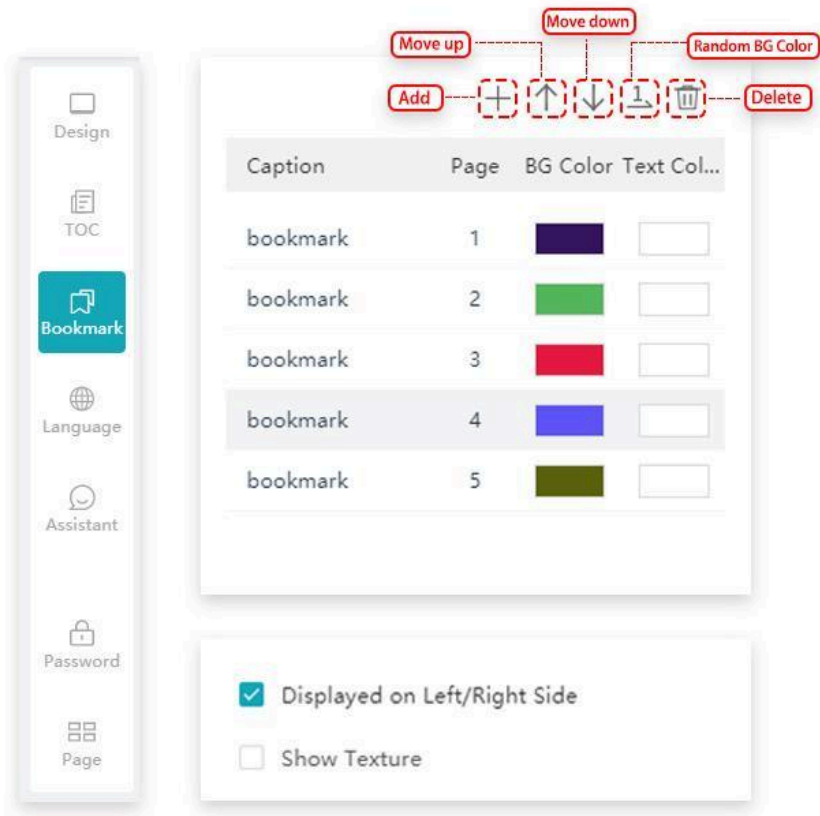 Design
TOC
Bookmark
Language
Assistant
Password
Page
Move down
Move up
Random BG Color
Add
1
Delete
Caption Page BG Color Text Col...
bookmark 1
bookmark 2
bookmark 3
bookmark 4
bookmark 5
Displayed on Left/Right Side
Show Texture